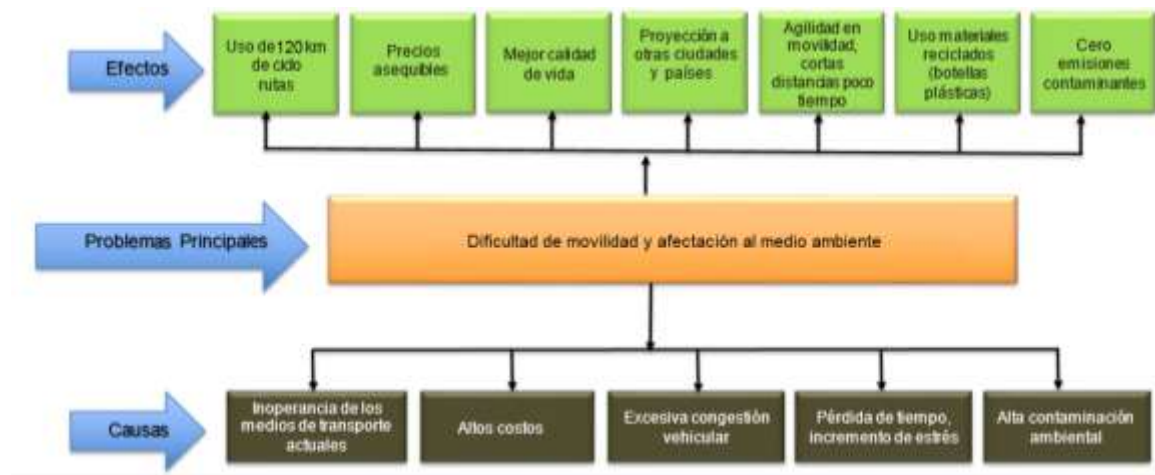 Efectos
Uso de 120 km
de ciclo
rutas
Precios
asequibles
Mejor calidad
de vida
Proyección a
otras ciudades
y países
Agilidad en
movilidad,
cortas
distancias poco
tiempo
Uso materiales
reciclados
(botellas
plásticas)
Cero
emisiones
contaminantes
Problemas Principales
Dificultad de movilidad y afectación al medio ambiente
Causas
Inoperancia de los
medios de transporte
actuales
Altos costos
Excesiva congestión
vehicular
Pérdida de tiempo,
incremento de estrés
Alta contaminación
ambiental